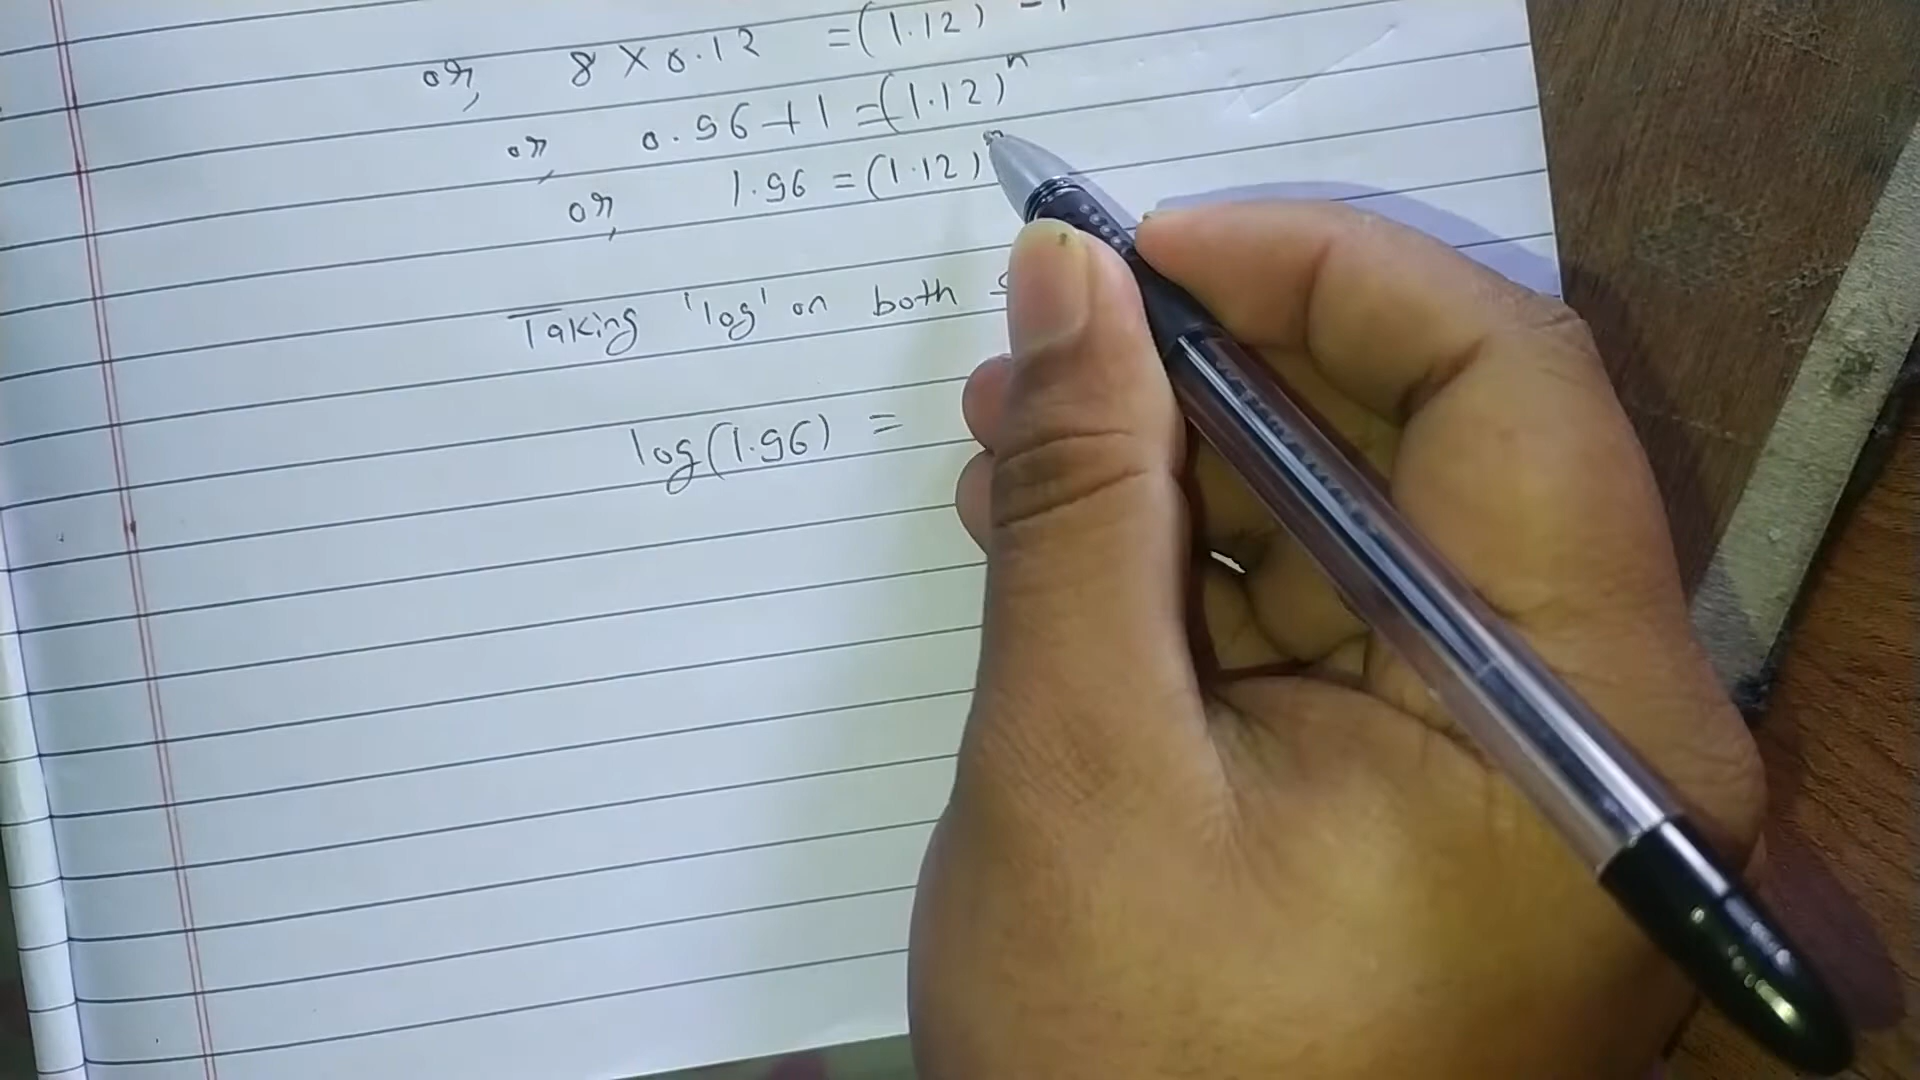 or, 8 × 0.12 = (1.12) - 1
or, 0.96 + 1 = (1.12)ⁿ
or, 1.96 = (1.12)ⁿ
Taking 'log' on both
log(1.96) =